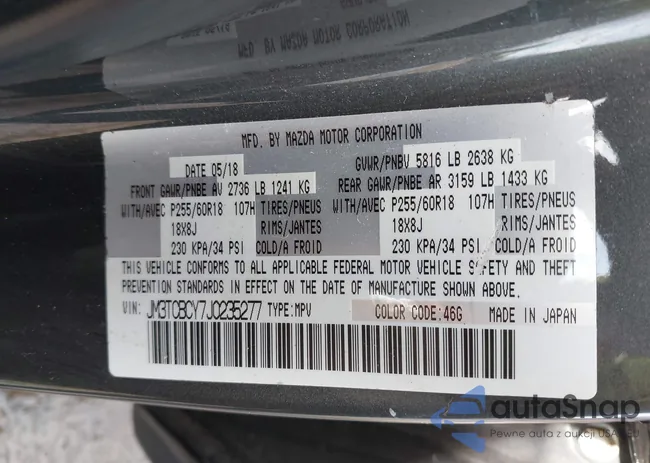 MFD. BY MAZDA MOTOR CORPORATION
DATE 05/18 GVWR/PNBV 5816 LB 2638 KG
FRONT GAWR/PNBE AV 2736 LB 1241 KG REAR GAWR/PNBE AR 3159 LB 1433 KG
WITH/AVEC P255/60R18 107H TIRES/PNEUS WITH/AVEC P255/60R18 107H TIRES/PNEUS
18X8J RIMS/JANTES 18X8J RIMS/JANTES
230 KPA/34 PSI COLD/A FROID 230 KPA/34 PSI COLD/A FROID
THIS VEHICLE CONFORMS TO ALL APPLICABLE FEDERAL MOTOR VEHICLE SAFETY AND THEFT
PREVENTION STANDARDS IN EFFECT ON THE DATE OF MANUFACTURE SHOWN ABOVE.
VIN: JM3TCBCY7J0235277 TYPE:MPV COLOR CODE:46G MADE IN JAPAN
autoSnap
Pewne auta z aukcji USA